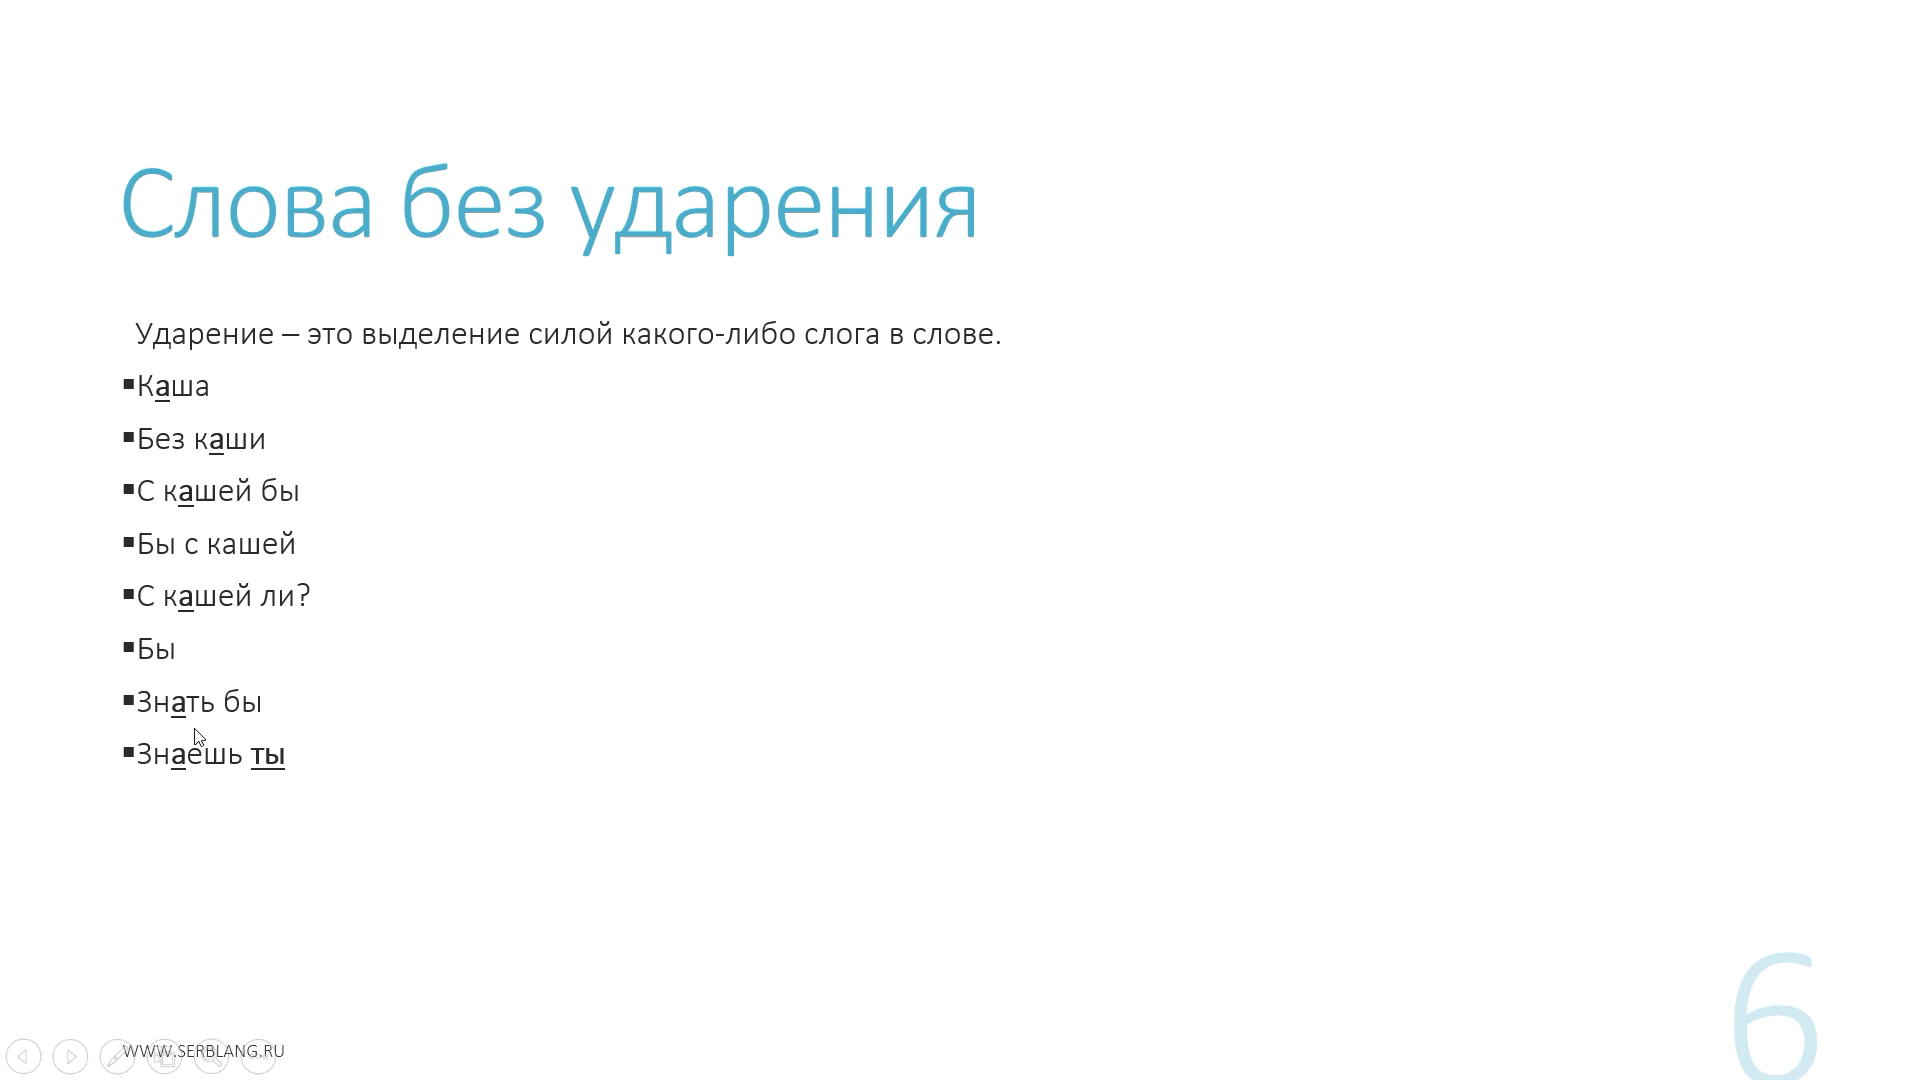 Слова без ударения
Ударение – это выделение силой какого-либо слога в слове.
▪Каша
▪Без каши
▪С кашей бы
▪Бы с кашей
▪С кашей ли?
▪Бы
▪Знать бы
▪Знаешь ты
WWW.SERBLANG.RU
6